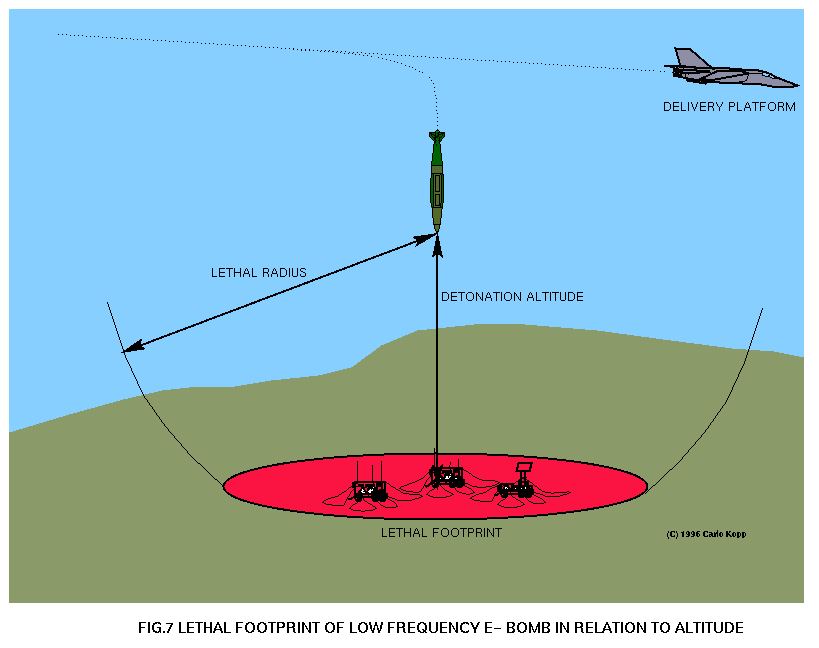 DELIVERY PLATFORM
LETHAL RADIUS
DETONATION ALTITUDE
LETHAL FOOTPRINT
(C) 1996 Carlo Kopp
FIG.7 LETHAL FOOTPRINT OF LOW FREQUENCY E- BOMB IN RELATION TO ALTITUDE